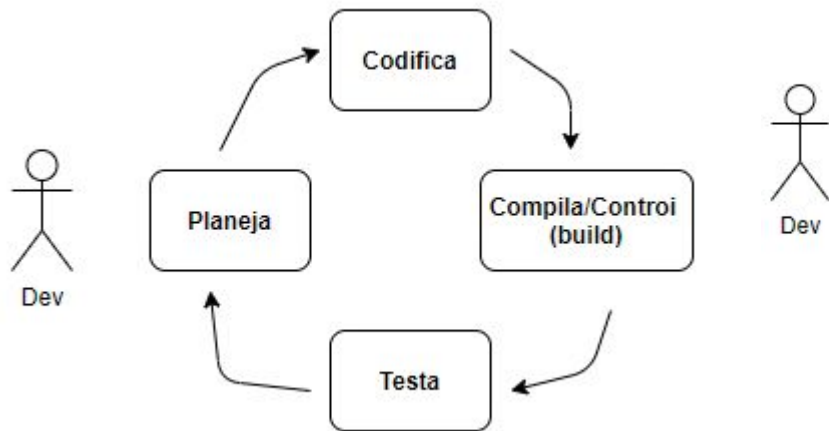 Codifica
Planeja
Compila/Controi
(build)
Dev
Dev
Testa